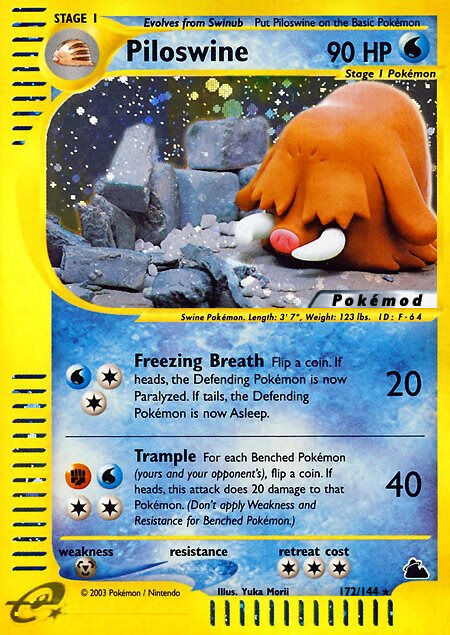 STAGE 1 Evolves from Swinub Put Piloswine on the Basic Pokémon
Piloswine 90 HP
Stage 1 Pokémon
Pokémod
Swine Pokémon. Length: 3' 7", Weight: 123 lbs. ID: F-64
Freezing Breath Flip a coin. If
heads, the Defending Pokémon is now
Paralyzed. If tails, the Defending
Pokémon is now Asleep.
20
Trample For each Benched Pokémon
(yours and your opponent's), flip a coin. If
heads, this attack does 20 damage to that
Pokémon. (Don't apply Weakness and
Resistance for Benched Pokémon.)
40
weakness resistance retreat cost
© 2003 Pokémon / Nintendo Illus. Yuka Morii 172/144
e